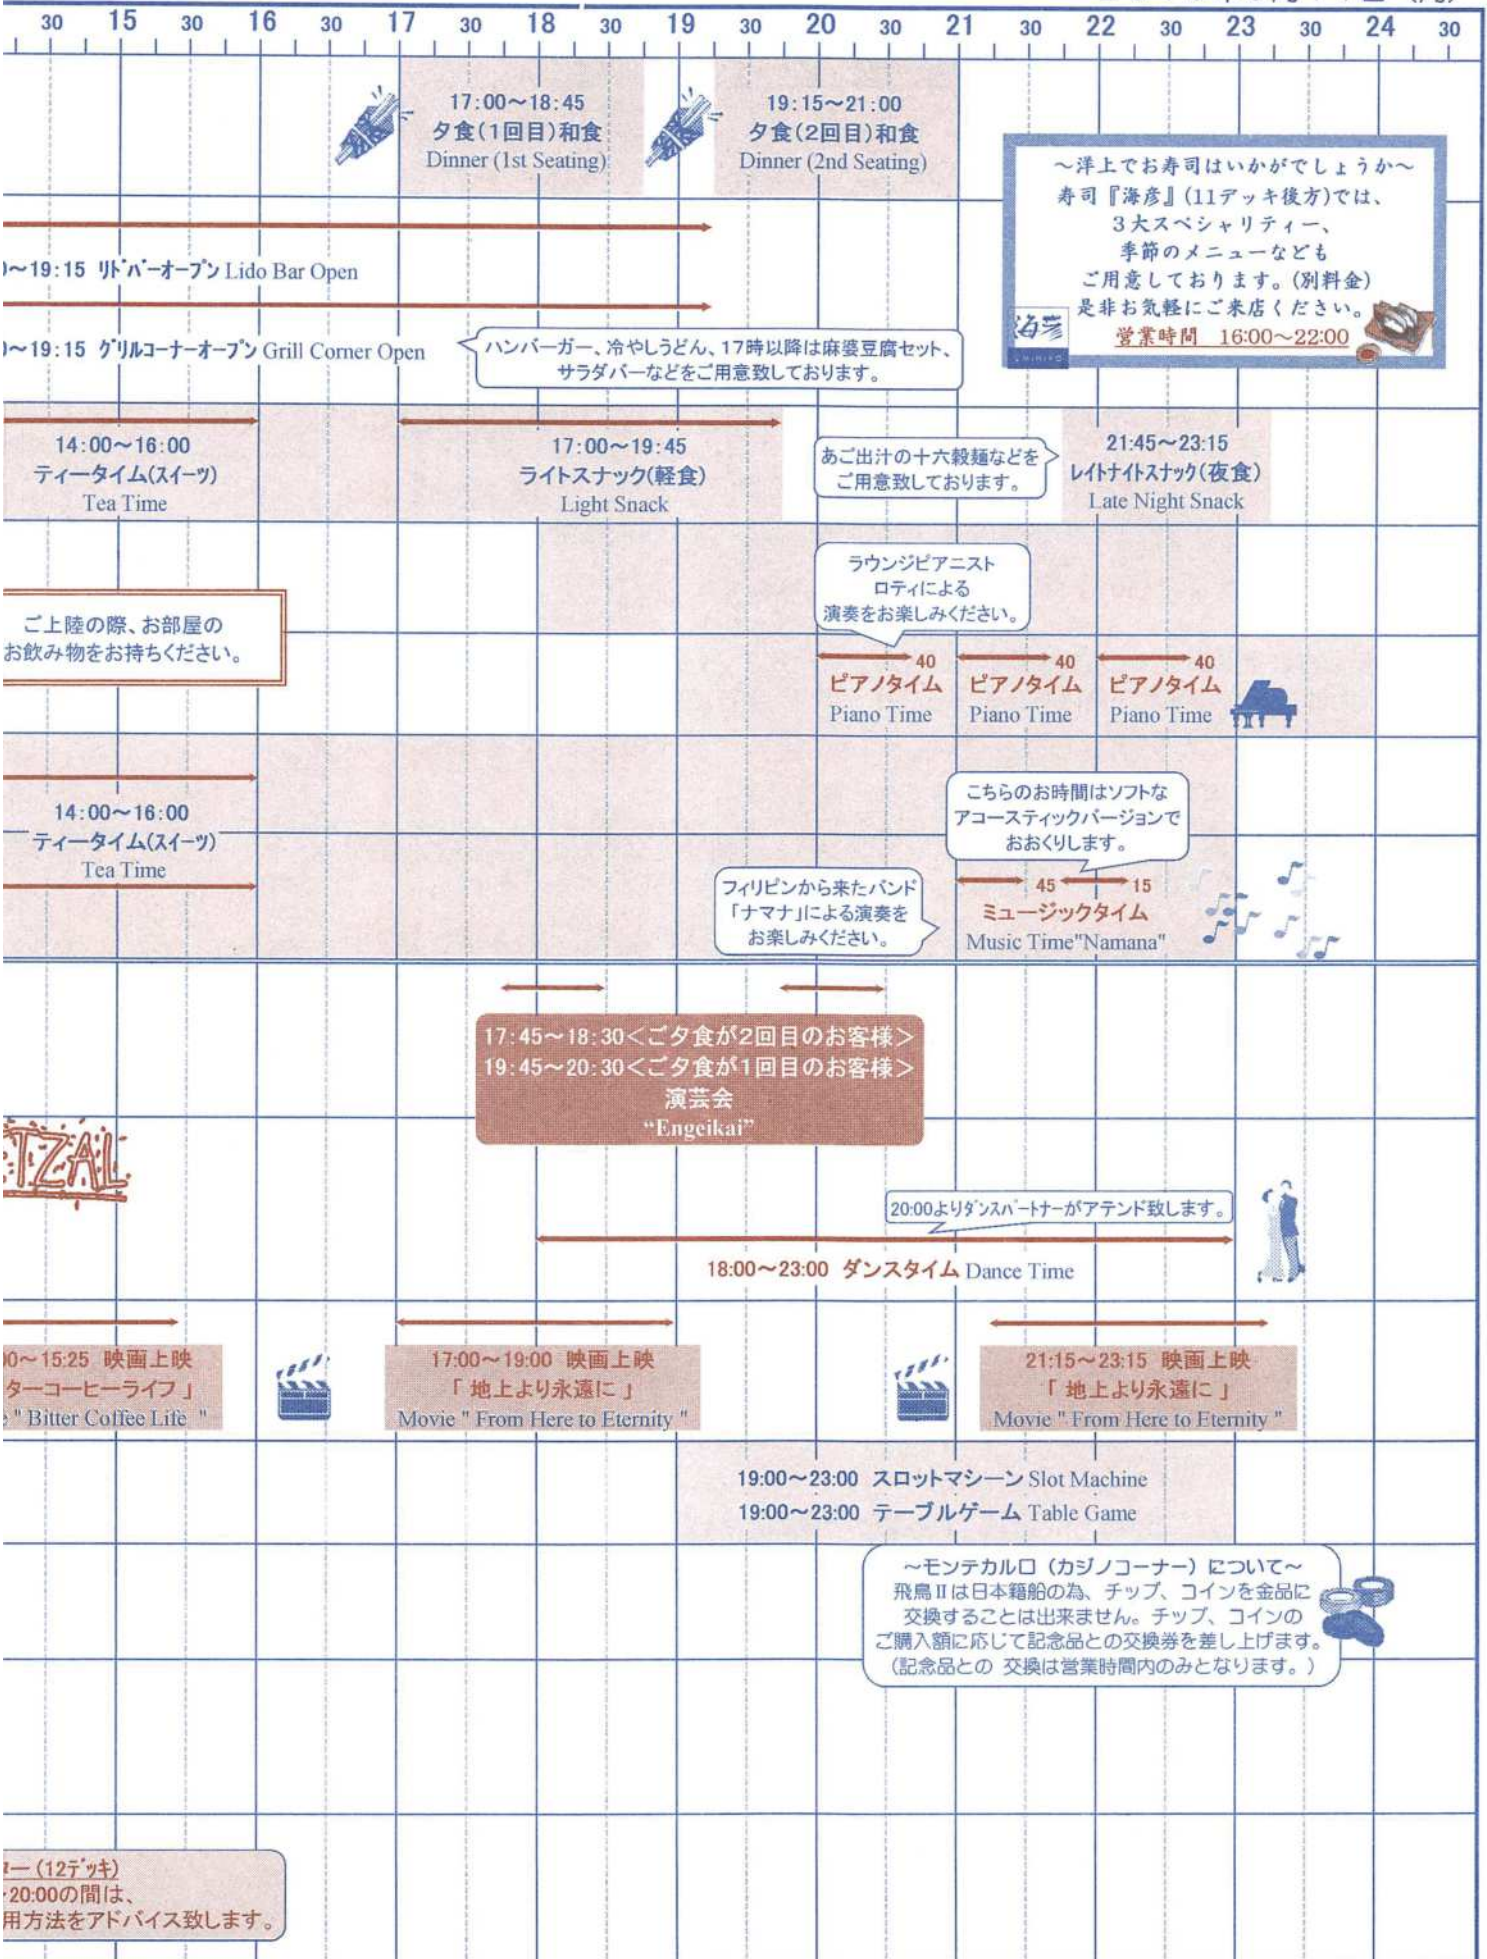 30 15 30 16 30 17 30 18 30 19 30 20 30 21 30 22 30 23 30 24 30
17:00～18:45
夕食(1回目)和食
Dinner (1st Seating)
19:15～21:00
夕食(2回目)和食
Dinner (2nd Seating)
～洋上でお寿司はいかがでしょうか～
寿司『海彦』(11デッキ後方)では、
3大スペシャリティー、
季節のメニューなども
ご用意しております。(別料金)
是非お気軽にご来店ください。
海彦
営業時間 16:00～22:00
～19:15 リドバーオープン Lido Bar Open
～19:15 グリルコーナーオープン Grill Corner Open
ハンバーガー、冷やしうどん、17時以降は麻婆豆腐セット、
サラダバーなどをご用意致しております。
14:00～16:00
ティータイム(スイーツ)
Tea Time
17:00～19:45
ライトスナック(軽食)
Light Snack
あご出汁の十六穀麺などを
ご用意致しております。
21:45～23:15
レイトナイトスナック(夜食)
Late Night Snack
ラウンジピアニスト
ロティによる
演奏をお楽しみください。
ご上陸の際、お部屋の
お飲み物をお持ちください。
40
ピアノタイム
Piano Time
40
ピアノタイム
Piano Time
40
ピアノタイム
Piano Time
14:00～16:00
ティータイム(スイーツ)
Tea Time
こちらのお時間はソフトな
アコースティックバージョンで
おおくりします。
フィリピンから来たバンド
「ナマナ」による演奏を
お楽しみください。
45 15
ミュージックタイム
Music Time"Namana"
17:45～18:30＜ご夕食が2回目のお客様＞
19:45～20:30＜ご夕食が1回目のお客様＞
演芸会
“Engeikai”
TZAL
20:00よりダンスパートナーがアテンド致します。
18:00～23:00 ダンスタイム Dance Time
00～15:25 映画上映
ターコーヒーライフ」
" Bitter Coffee Life "
17:00～19:00 映画上映
「 地上より永遠に 」
Movie " From Here to Eternity "
21:15～23:15 映画上映
「 地上より永遠に 」
Movie " From Here to Eternity "
19:00～23:00 スロットマシーン Slot Machine
19:00～23:00 テーブルゲーム Table Game
～モンテカルロ（カジノコーナー）について～
飛鳥Ⅱは日本籍船の為、チップ、コインを金品に
交換することは出来ません。チップ、コインの
ご購入額に応じて記念品との交換券を差し上げます。
（記念品との 交換は営業時間内のみとなります。）
ー (12デッキ)
20:00の間は、
用方法をアドバイス致します。